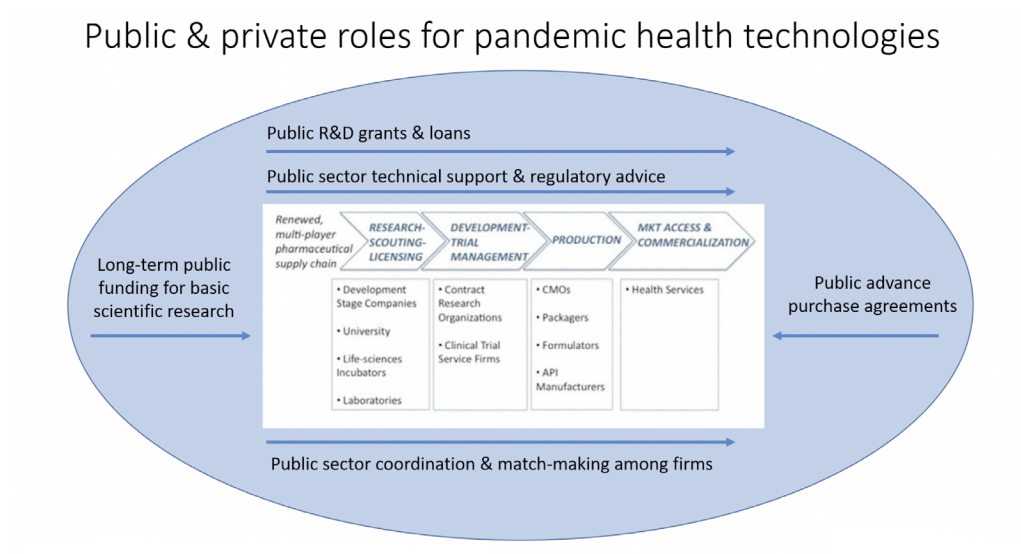 Public & private roles for pandemic health technologies
Public R&D grants & loans
Public sector technical support & regulatory advice
Long-term public
funding for basic
scientific research
Renewed,
multi-player
pharmaceutical
supply chain
RESEARCH-
SCOUTING-
LICENSING
DEVELOPMENT-
TRIAL
MANAGEMENT
PRODUCTION
MKT ACCESS &
COMMERCIALIZATION
• Development
Stage Companies
• University
• Life-sciences
Incubators
• Laboratories
• Contract
Research
Organizations
• Clinical Trial
Service Firms
• CMOs
• Packagers
• Formulators
• API
Manufacturers
• Health Services
Public advance
purchase agreements
Public sector coordination & match-making among firms